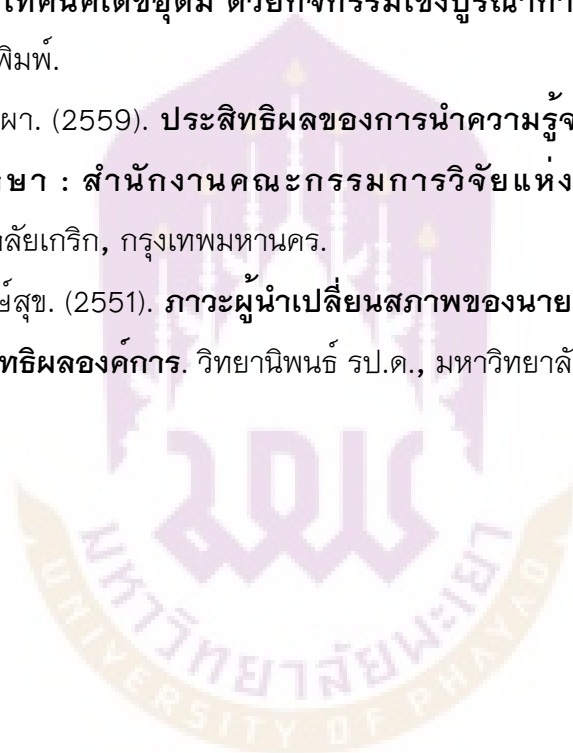 เทคนิคเดชอุดม ด้วยกิจกรรมเชิงบูรณากา
พิมพ์.
ผา. (2559). ประสิทธิผลของการนำความรู้จ
ษา : สำนักงานคณะกรรมการวิจัยแห่ง
ลัยเกริก, กรุงเทพมหานคร.
ษ์สุข. (2551). ภาวะผู้นำเปลี่ยนสภาพของนาย
ทธิผลองค์การ. วิทยานิพนธ์ รป.ด., มหาวิทยาลั
มพย
มหาวิทยาลัยพะเยา
UNIVERSITY OF PHAYAO